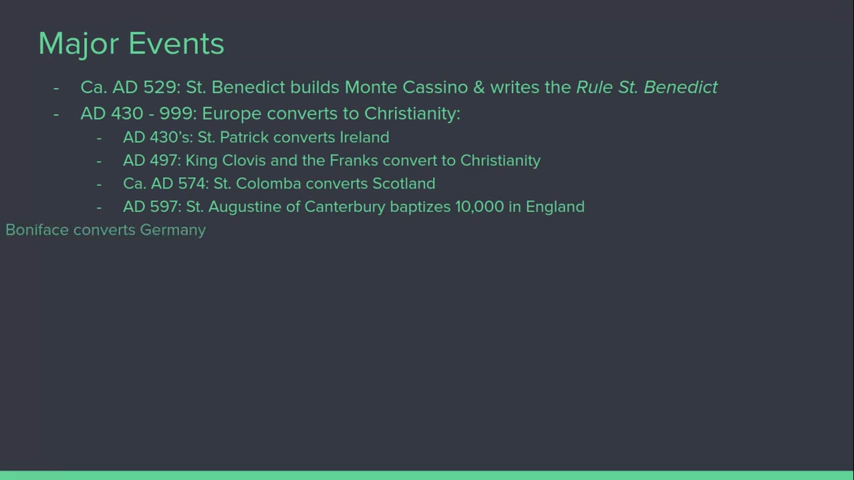 Major Events
- Ca. AD 529: St. Benedict builds Monte Cassino & writes the Rule St. Benedict
- AD 430 - 999: Europe converts to Christianity:
- AD 430's: St. Patrick converts Ireland
- AD 497: King Clovis and the Franks convert to Christianity
- Ca. AD 574: St. Colomba converts Scotland
- AD 597: St. Augustine of Canterbury baptizes 10,000 in England
Boniface converts Germany